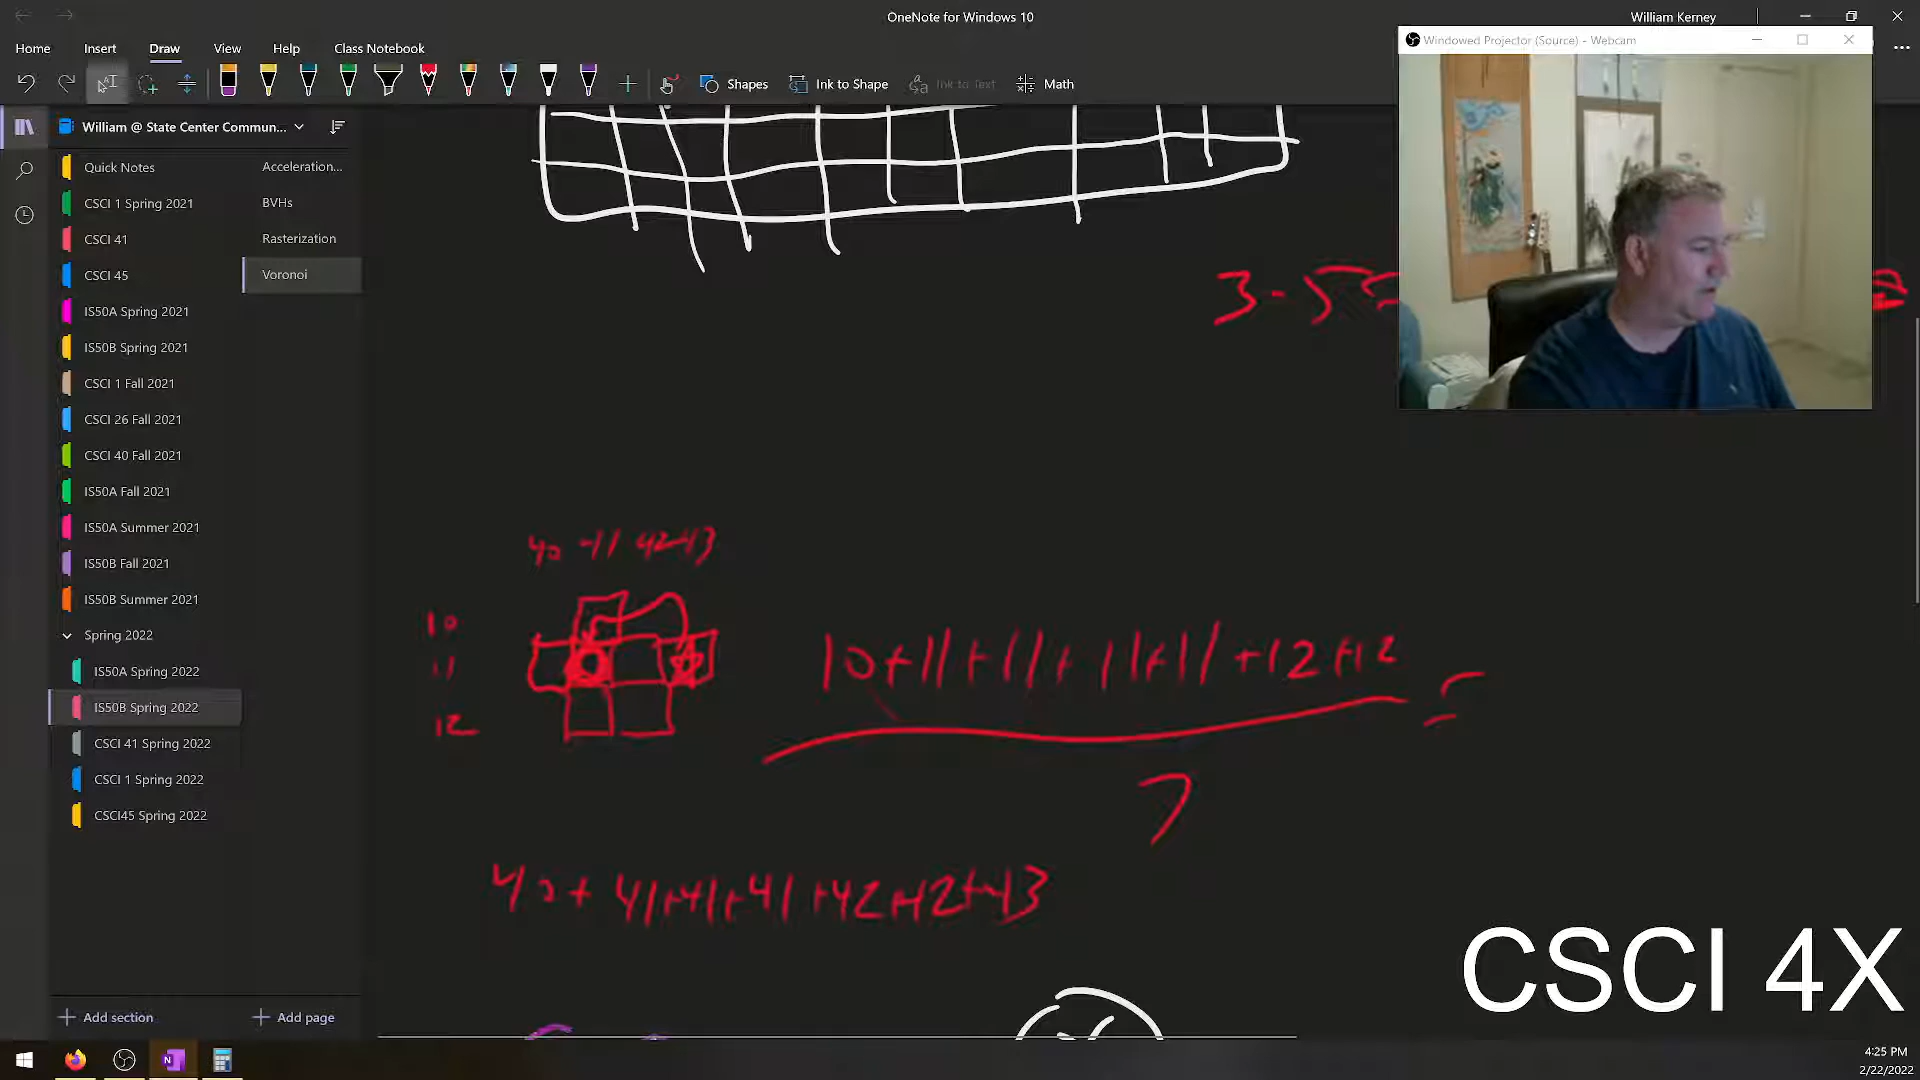 OneNote for Windows 10
William Kerney
Home Insert Draw View Help Class Notebook
Windowed Projector (Source) - Webcam
Shapes Ink to Shape Ink to Text Math
William @ State Center Commun...
Quick Notes
CSCI 1 Spring 2021
CSCI 41
CSCI 45
IS50A Spring 2021
IS50B Spring 2021
CSCI 1 Fall 2021
CSCI 26 Fall 2021
CSCI 40 Fall 2021
IS50A Fall 2021
IS50A Summer 2021
IS50B Fall 2021
IS50B Summer 2021
Spring 2022
IS50A Spring 2022
IS50B Spring 2022
CSCI 41 Spring 2022
CSCI 1 Spring 2022
CSCI45 Spring 2022
Add section
Acceleration...
BVHs
Rasterization
Voronoi
Add page
40 41 42 43
10
11
12
10+11+11+11+11+12+12 =
7
40+41+41+41+42+42+43
CSCI 4X
4:25 PM
2/22/2022